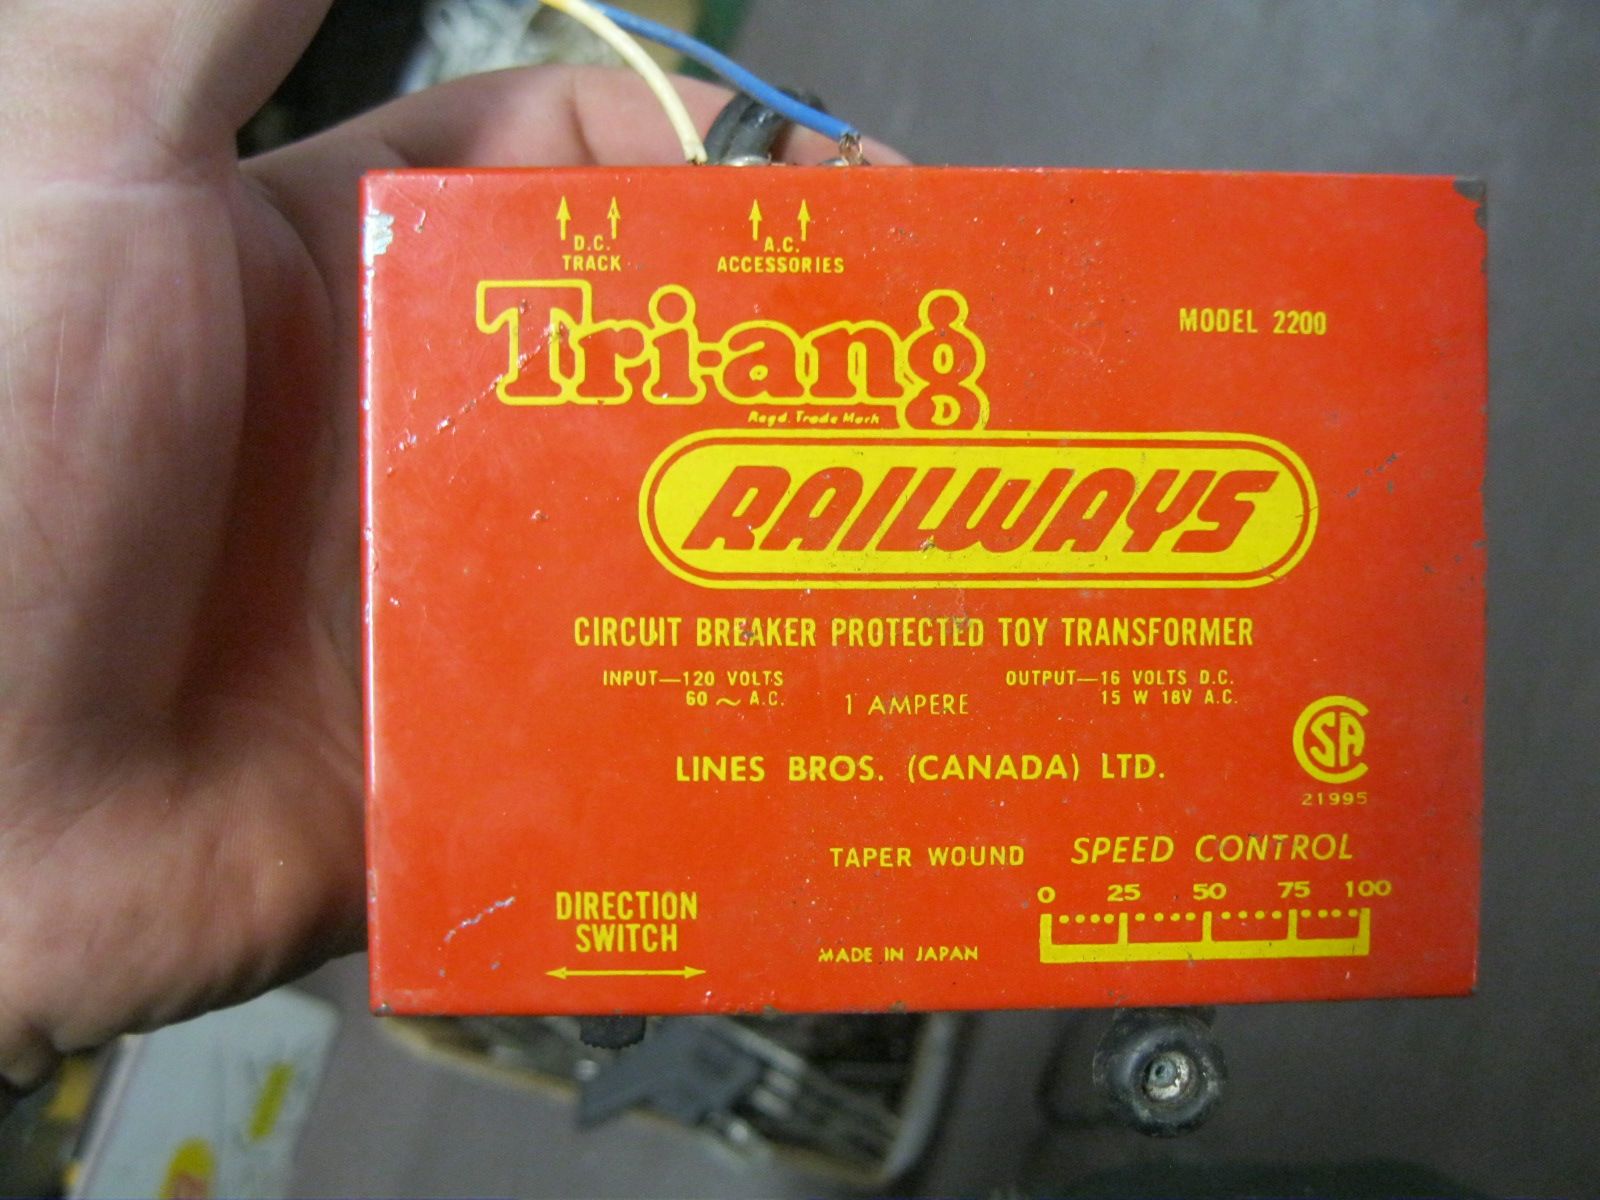 D.C.
TRACK
A.C.
ACCESSORIES
Tri-ang
Regd. Trade Mark
RAILWAYS
MODEL 2200
CIRCUIT BREAKER PROTECTED TOY TRANSFORMER
INPUT—120 VOLTS
60 ~ A.C.
1 AMPERE
OUTPUT—16 VOLTS D.C.
15 W 18V A.C.
LINES BROS. (CANADA) LTD.
CSA
21995
TAPER WOUND SPEED CONTROL
0 25 50 75 100
DIRECTION
SWITCH
MADE IN JAPAN